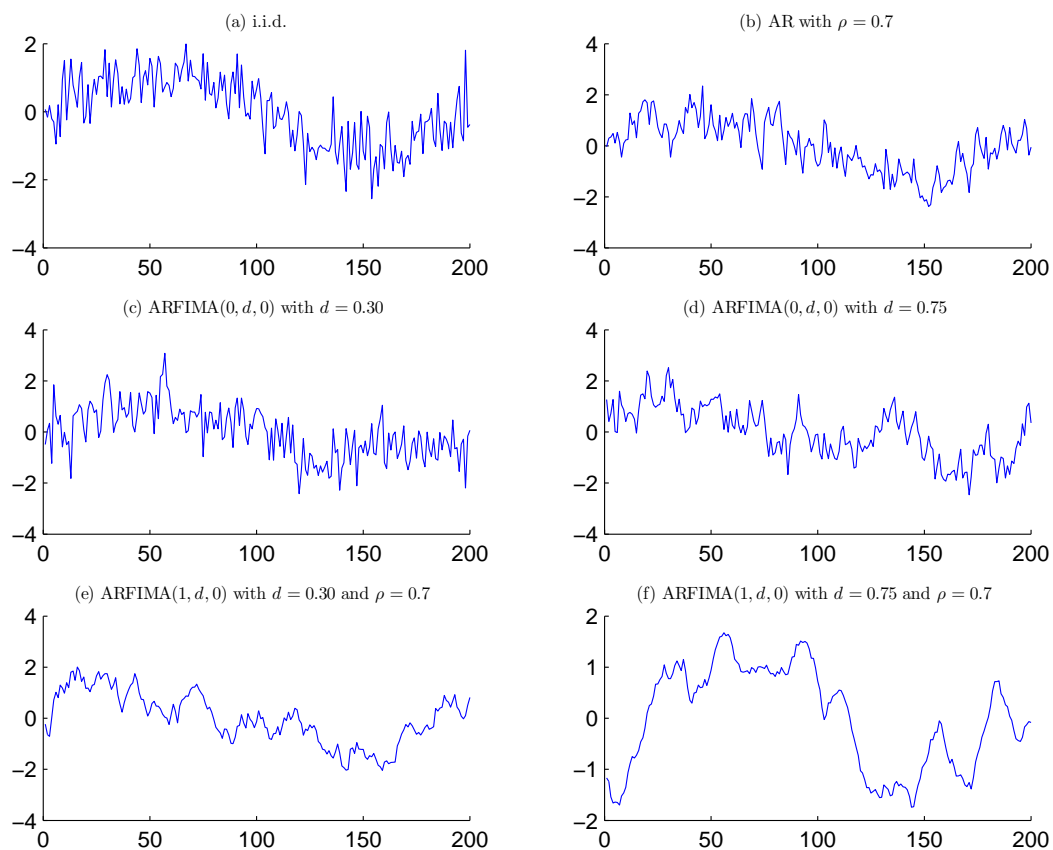 (a) i.i.d.
2
0
−2
−4
0 50 100 150 200
(b) AR with ρ = 0.7
4
2
0
−2
−4
0 50 100 150 200
(c) ARFIMA(0, d, 0) with d = 0.30
4
2
0
−2
−4
0 50 100 150 200
(d) ARFIMA(0, d, 0) with d = 0.75
4
2
0
−2
−4
0 50 100 150 200
(e) ARFIMA(1, d, 0) with d = 0.30 and ρ = 0.7
4
2
0
−2
−4
0 50 100 150 200
(f) ARFIMA(1, d, 0) with d = 0.75 and ρ = 0.7
2
1
0
−1
−2
0 50 100 150 200